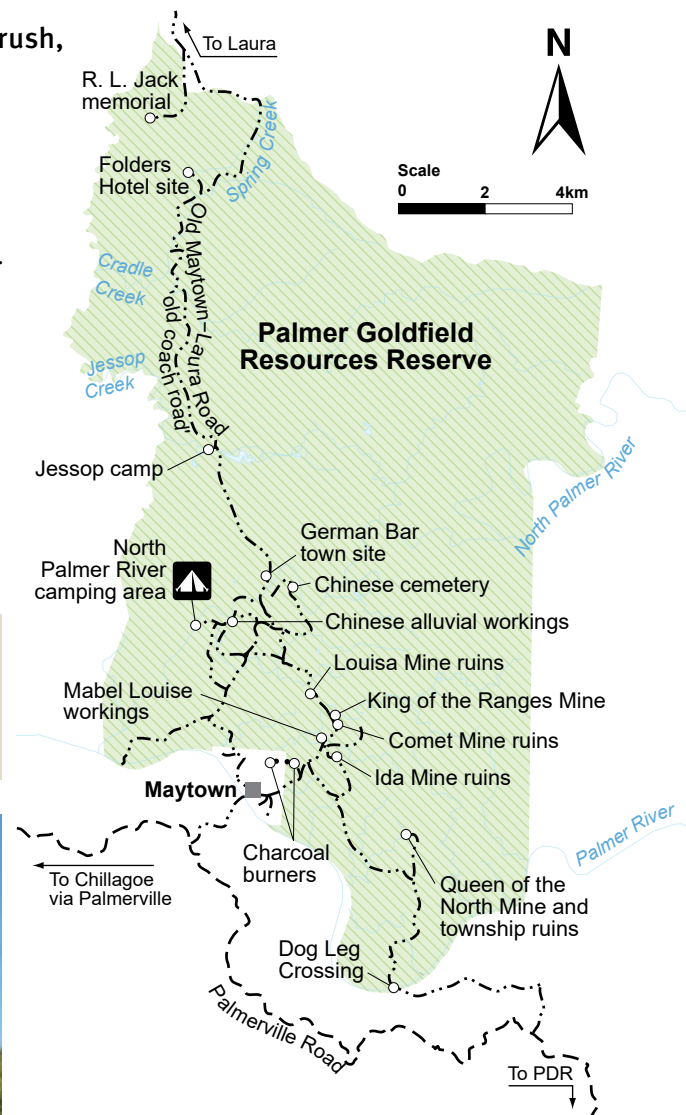 rush,
To Laura
N
R. L. Jack
memorial
Scale
0 2 4km
Folders
Hotel site
Spring Creek
Old Maytown–Laura Road
"old coach road"
Cradle
Creek
Palmer Goldfield
Resources Reserve
Jessop
Creek
Jessop camp
North Palmer River
German Bar
town site
North
Palmer River
camping area
Chinese cemetery
Chinese alluvial workings
Louisa Mine ruins
Mabel Louise
workings
King of the Ranges Mine
Comet Mine ruins
Ida Mine ruins
Maytown
Palmer River
Charcoal
burners
To Chillagoe
via Palmerville
Queen of the
North Mine and
township ruins
Dog Leg
Crossing
Palmerville Road
To PDR